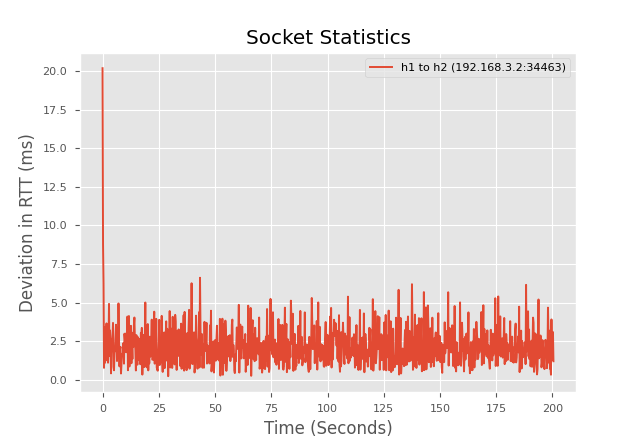 Socket Statistics
h1 to h2 (192.168.3.2:34463)
Deviation in RTT (ms)
20.0
17.5
15.0
12.5
10.0
7.5
5.0
2.5
0.0
0 25 50 75 100 125 150 175 200
Time (Seconds)